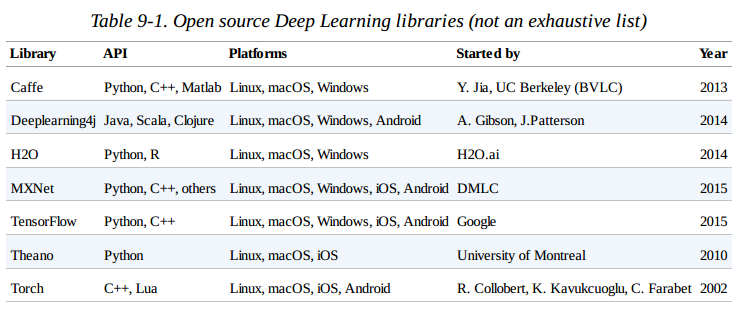 Table 9-1. Open source Deep Learning libraries (not an exhaustive list)
Library API Platforms Started by Year
Caffe Python, C++, Matlab Linux, macOS, Windows Y. Jia, UC Berkeley (BVLC) 2013
Deeplearning4j Java, Scala, Clojure Linux, macOS, Windows, Android A. Gibson, J.Patterson 2014
H2O Python, R Linux, macOS, Windows H2O.ai 2014
MXNet Python, C++, others Linux, macOS, Windows, iOS, Android DMLC 2015
TensorFlow Python, C++ Linux, macOS, Windows, iOS, Android Google 2015
Theano Python Linux, macOS, iOS University of Montreal 2010
Torch C++, Lua Linux, macOS, iOS, Android R. Collobert, K. Kavukcuoglu, C. Farabet 2002